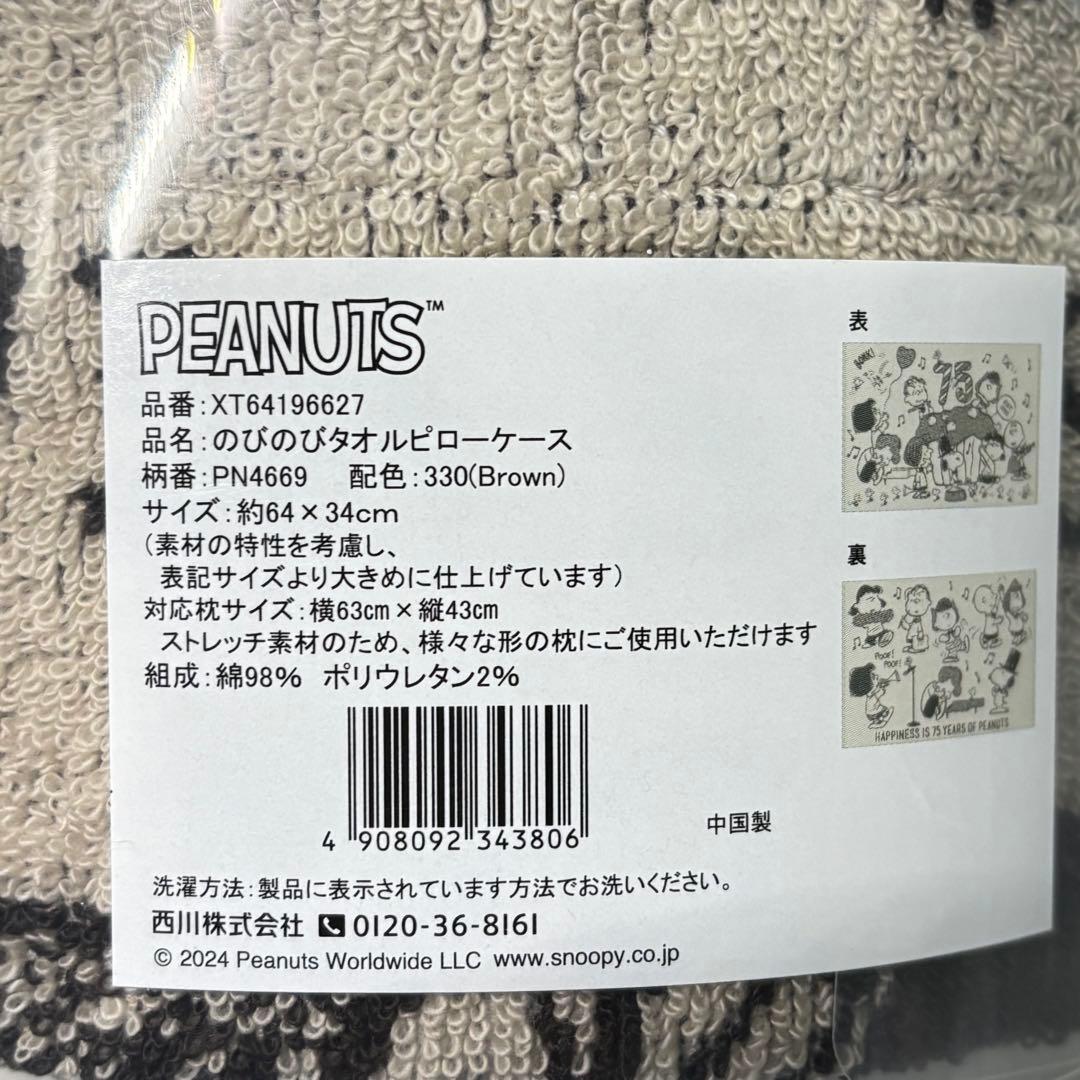 PEANUTS™
品番:XT64196627
品名:のびのびタオルピローケース
柄番:PN4669 配色:330(Brown)
サイズ:約64×34cm
(素材の特性を考慮し、
表記サイズより大きめに仕上げています)
対応枕サイズ:横63cm×縦43cm
ストレッチ素材のため、様々な形の枕にご使用いただけます
組成:綿98% ポリウレタン2%
4 908092 343806
中国製
洗濯方法:製品に表示されています方法でお洗いください。
西川株式会社 0120-36-8161
© 2024 Peanuts Worldwide LLC www.snoopy.co.jp
表
75
裏
POOF!
POOF!
HAPPINESS IS 75 YEARS OF PEANUTS